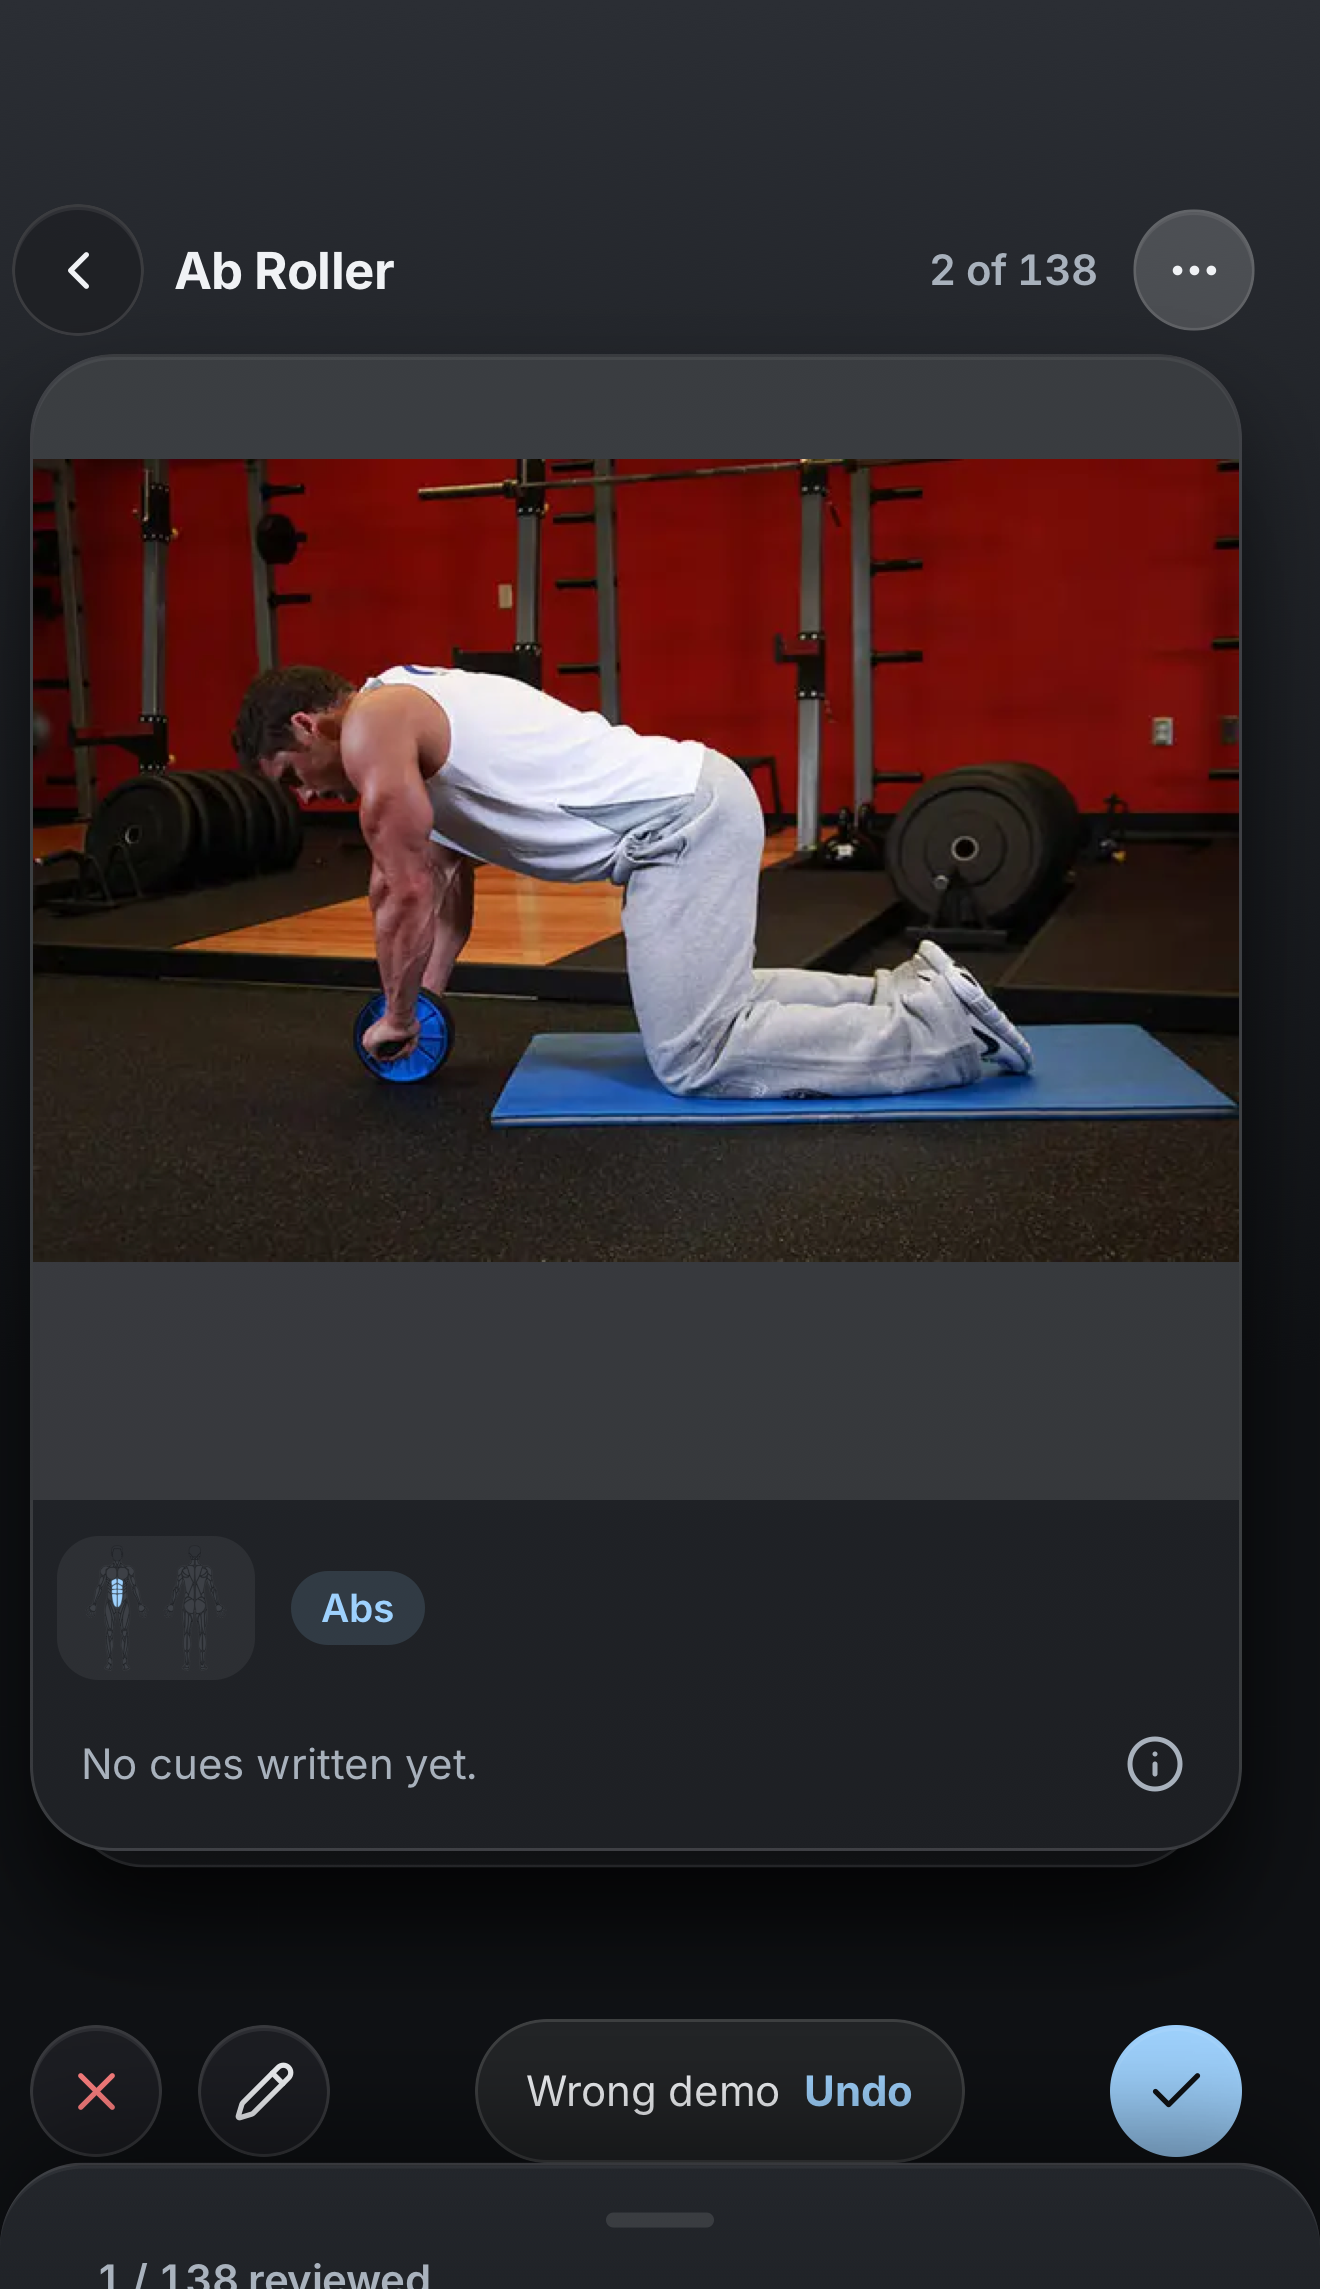 Ab Roller
2 of 138
Abs
No cues written yet.
Wrong demo Undo
1 / 138 reviewed